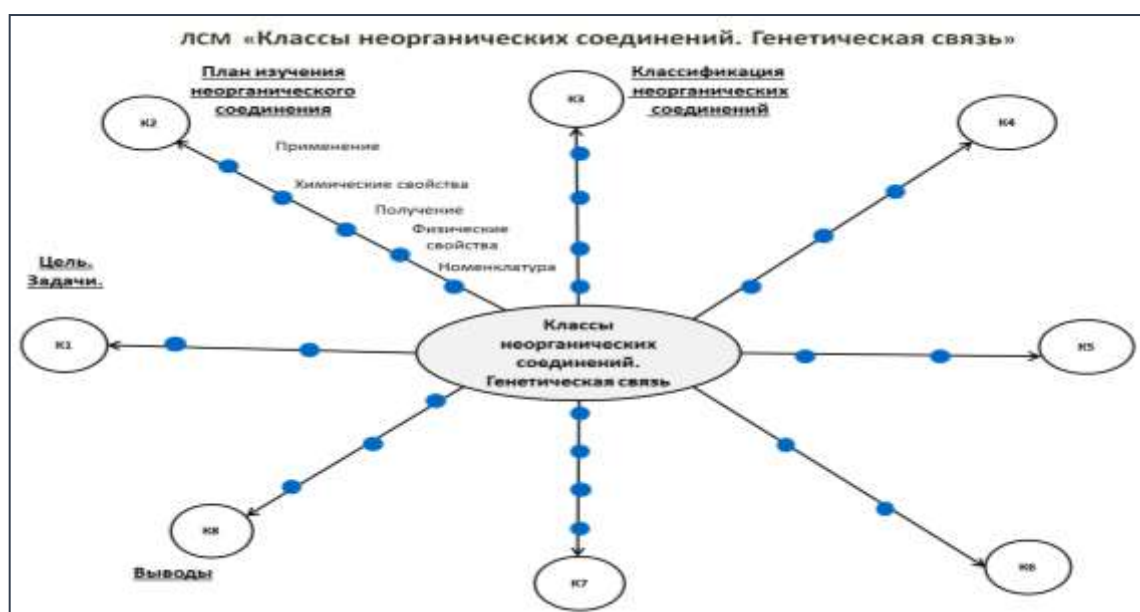 ЛСМ «Классы неорганических соединений. Генетическая связь»
План изучения
неорганического
соединения
К2
Применение
Химические свойства
Получение
Физические
свойства
Номенклатура
К3
Классификация
неорганических
соединений
К4
Цель.
Задачи.
К1
Классы
неорганических
соединений.
Генетическая связь
К5
К8
Выводы
К7
К6